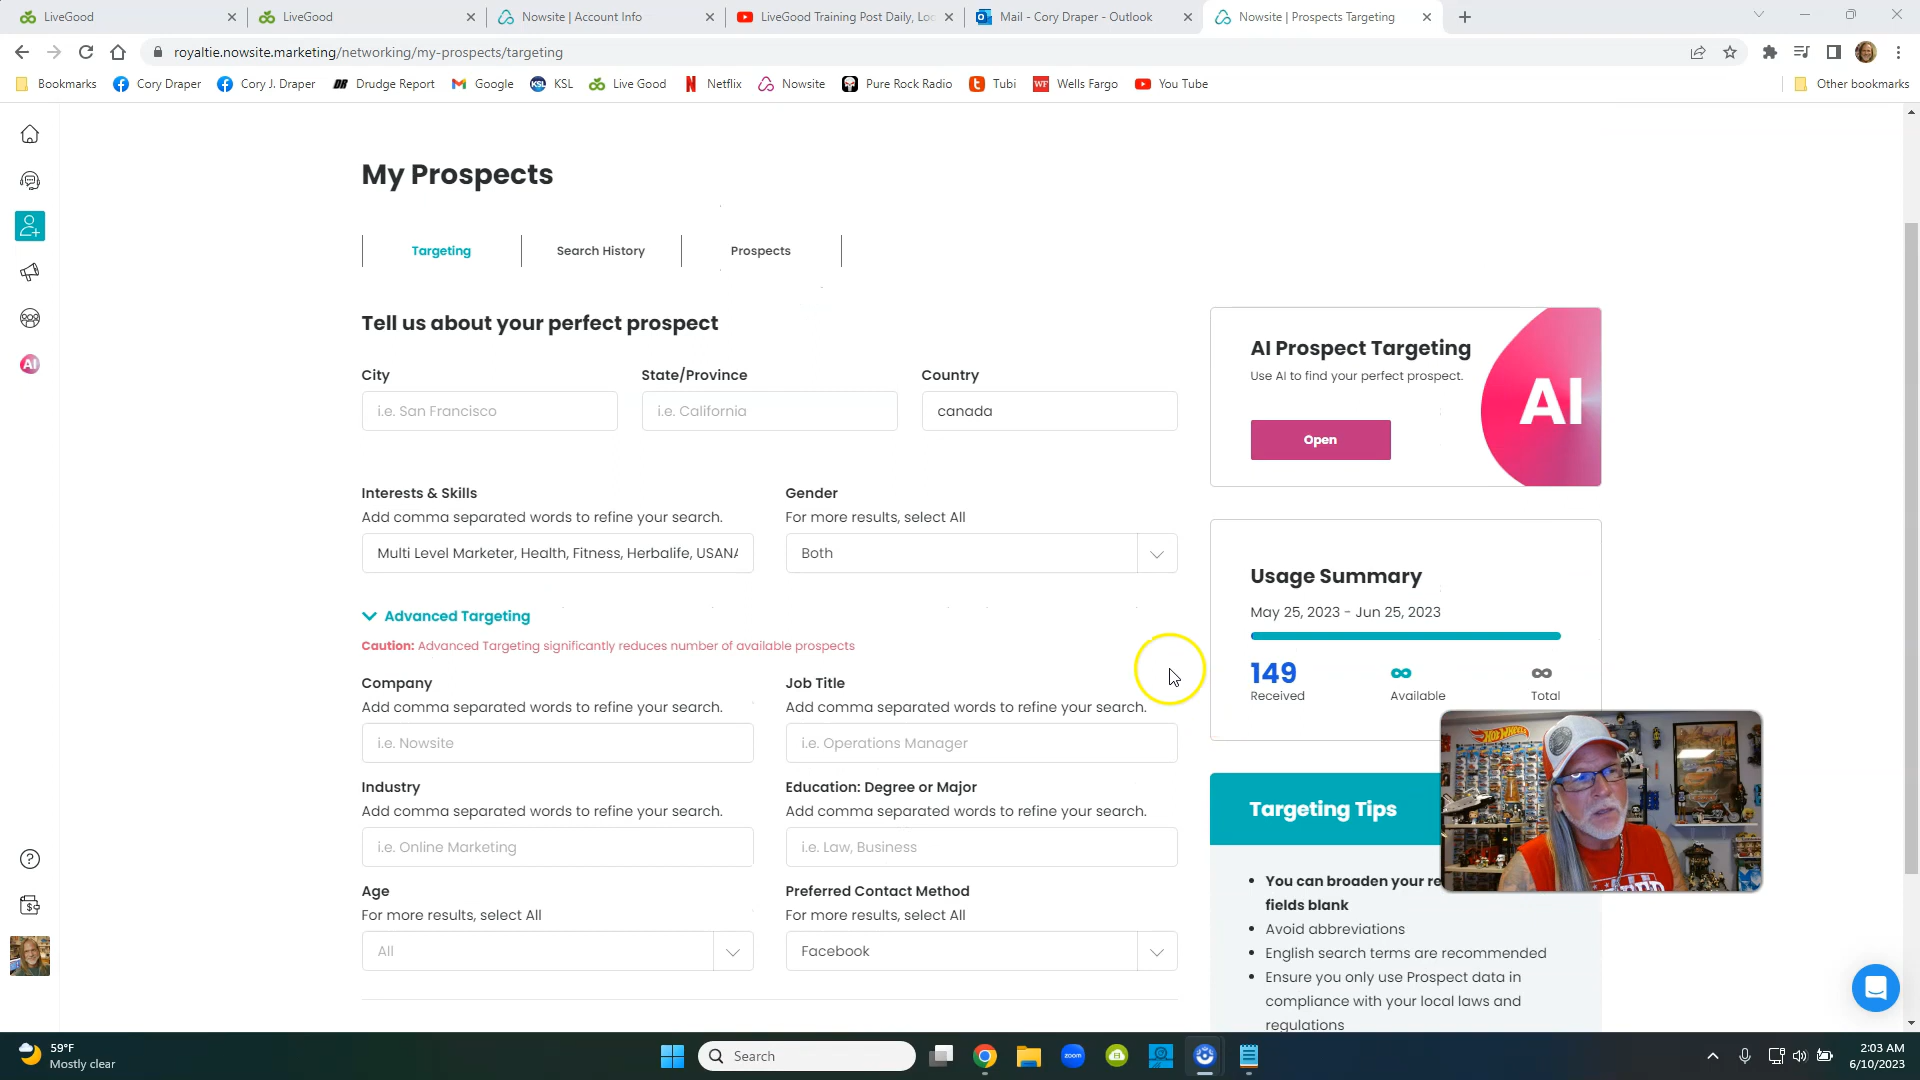 LiveGood
LiveGood
Nowsite | Account Info
LiveGood Training Post Daily, Loc
Mail - Cory Draper - Outlook
Nowsite | Prospects Targeting
royaltie.nowsite.marketing/networking/my-prospects/targeting
Bookmarks
Cory Draper
Cory J. Draper
DR Drudge Report
Google
KSL KSL
Live Good
Netflix
Nowsite
Pure Rock Radio
t Tubi
WF Wells Fargo
You Tube
Other bookmarks
My Prospects
Targeting
Search History
Prospects
Tell us about your perfect prospect
City
State/Province
Country
i.e. San Francisco
i.e. California
canada
Interests & Skills
Gender
Add comma separated words to refine your search.
For more results, select All
Multi Level Marketer, Health, Fitness, Herbalife, USANA
Both
Advanced Targeting
Caution: Advanced Targeting significantly reduces number of available prospects
Company
Job Title
Add comma separated words to refine your search.
Add comma separated words to refine your search.
i.e. Nowsite
i.e. Operations Manager
Industry
Education: Degree or Major
Add comma separated words to refine your search.
Add comma separated words to refine your search.
i.e. Online Marketing
i.e. Law, Business
Age
Preferred Contact Method
For more results, select All
For more results, select All
All
Facebook
AI Prospect Targeting
Use AI to find your perfect prospect.
Open
AI
AI
Usage Summary
May 25, 2023 - Jun 25, 2023
149
∞
∞
Received
Available
Total
HOT WHEELS
Targeting Tips
• You can broaden your re
fields blank
• Avoid abbreviations
• English search terms are recommended
• Ensure you only use Prospect data in
compliance with your local laws and
regulations
59°F
Mostly clear
Search
zoom
2:03 AM
6/10/2023